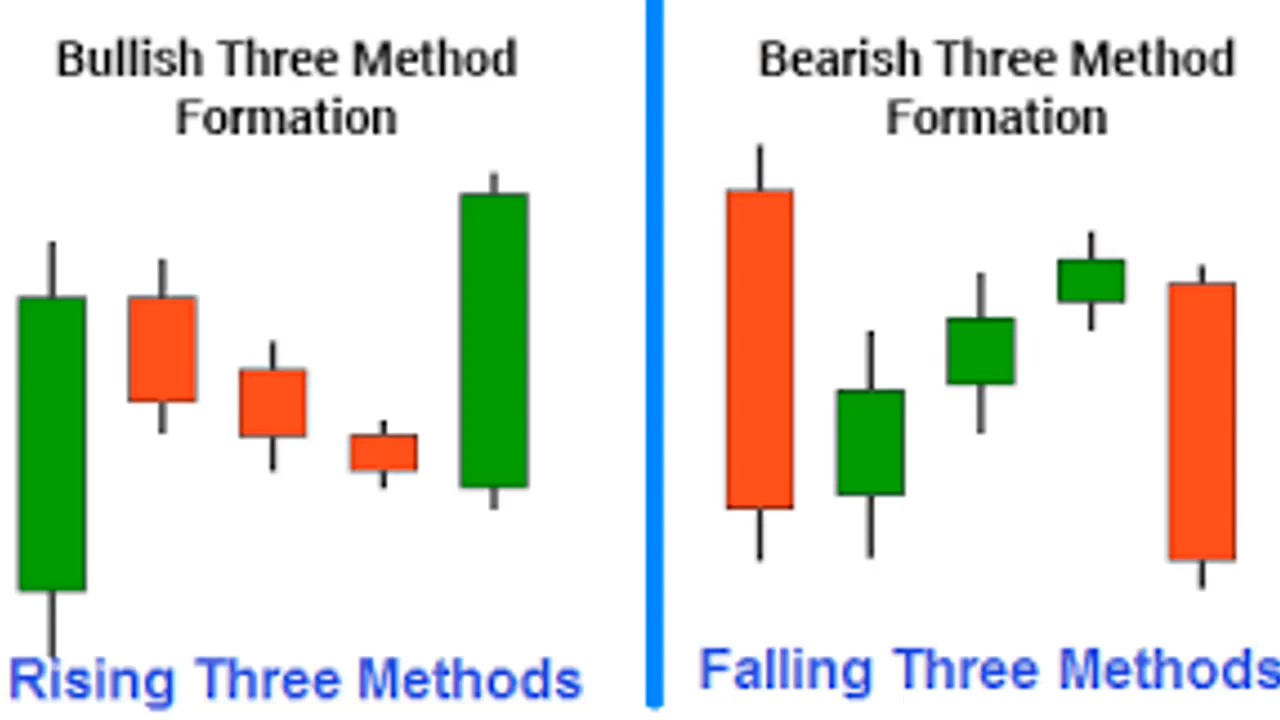 Bullish Three Method
Formation
Rising Three Methods
Bearish Three Method
Formation
Falling Three Methods